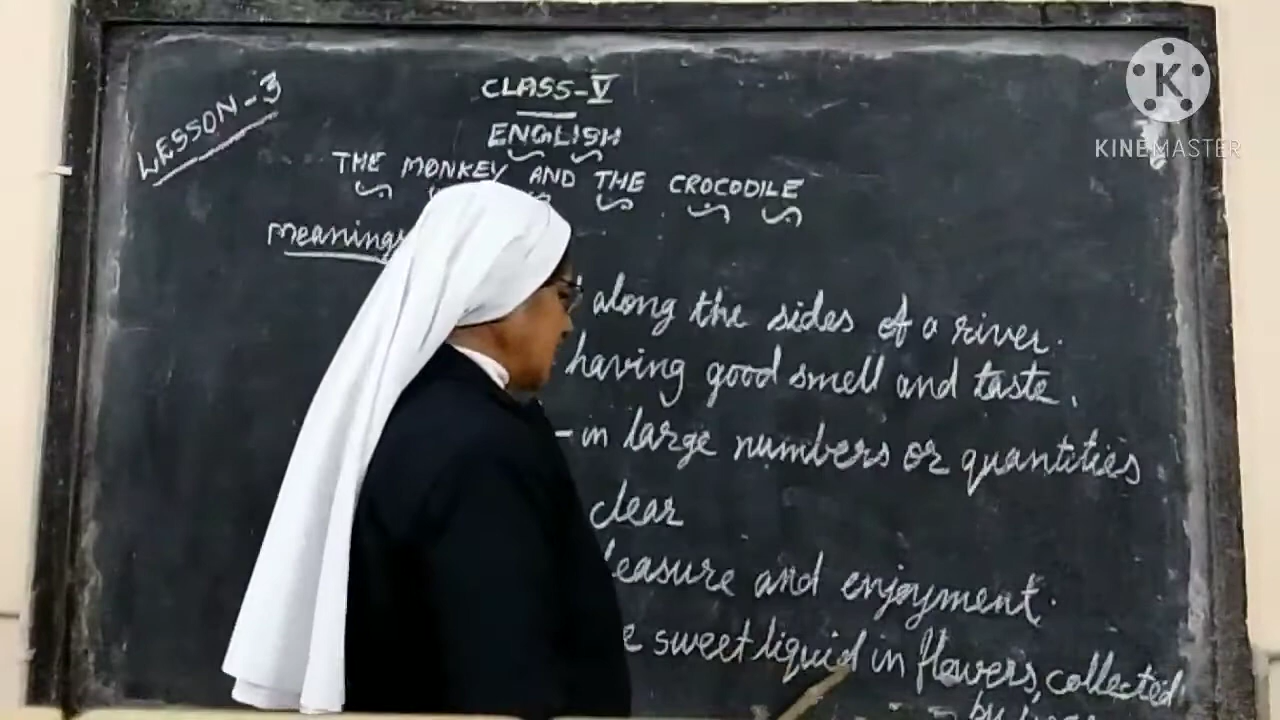 LESSON-3
CLASS-V
ENGLISH
THE MONKEY AND THE CROCODILE
Meanings
along the sides of a river.
having good smell and taste.
-in large numbers or quantities
clear
leasure and enjoyment.
e sweet liquid in flowers, collected
by
K
KINEMASTER